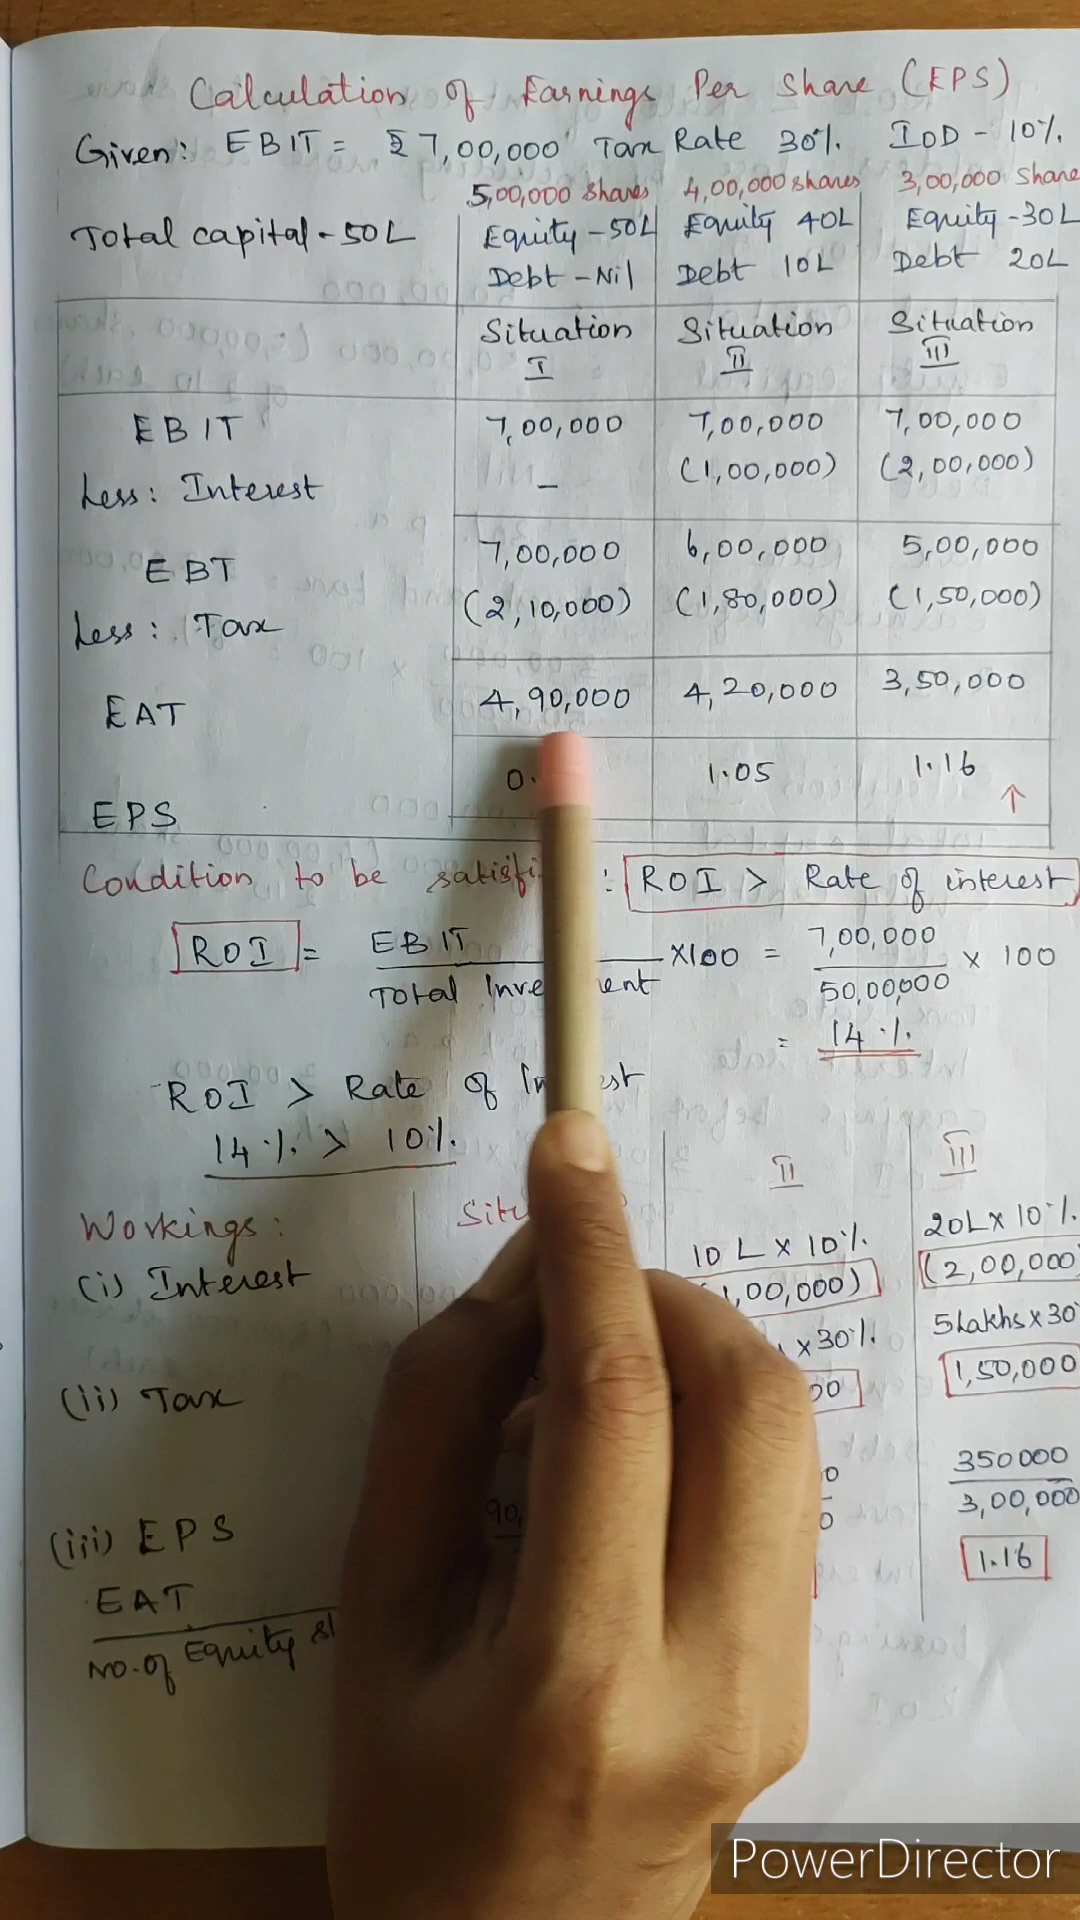 Calculation of Earnings Per Share (EPS)
Given: EBIT = ₹7,00,000 Tax Rate 30% IOD - 10%
5,00,000 shares 4,00,000 shares 3,00,000 Share
Total capital - 50L Equity - 50L Equity 40L Equity - 30L
Debt - Nil Debt 10L Debt 20L
Situation Situation Situation
I II III
EBIT 7,00,000 7,00,000 7,00,000
Less: Interest – (1,00,000) (2,00,000)
EBT 7,00,000 6,00,000 5,00,000
Less: Tax (2,10,000) (1,80,000) (1,50,000)
EAT 4,90,000 4,20,000 3,50,000
EPS 0. 1.05 1.16 ↑
Condition to be : ROI > Rate of interest
ROI = EBIT / Total ×100 = 7,00,000 / 50,00,000 × 100
= 14%
ROI > Rate of
14% > 10%
Workings: II III
(i) Interest 10 L × 10% 20L × 10%
,00,000) (2,00,000
(ii) Tax × 30% 5 Lakhs × 30
1,50,000
(iii) EPS 350000
EAT 3,00,000
No. of Equity 1.16
PowerDirector